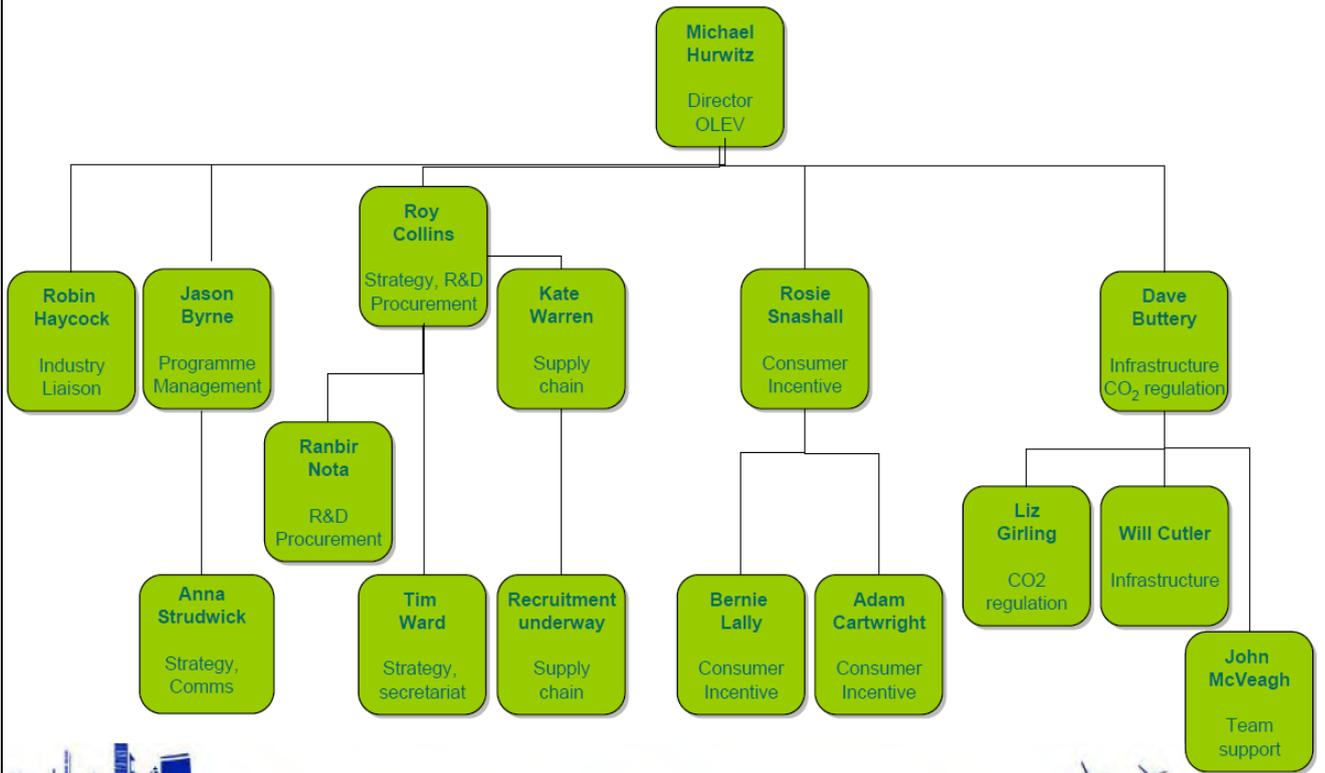 Michael
Hurwitz
Director
OLEV
Roy
Collins
Strategy, R&D
Procurement
Robin
Haycock
Industry
Liaison
Jason
Byrne
Programme
Management
Kate
Warren
Supply
chain
Rosie
Snashall
Consumer
Incentive
Dave
Buttery
Infrastructure
CO₂ regulation
Ranbir
Nota
R&D
Procurement
Liz
Girling
CO2
regulation
Will Cutler
Infrastructure
Anna
Strudwick
Strategy,
Comms
Tim
Ward
Strategy,
secretariat
Recruitment
underway
Supply
chain
Bernie
Lally
Consumer
Incentive
Adam
Cartwright
Consumer
Incentive
John
McVeagh
Team
support